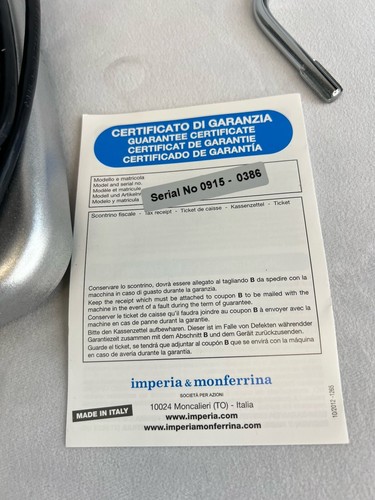 CERTIFICATO DI GARANZIA
GUARANTEE CERTIFICATE
CERTIFICAT DE GARANTIE
CERTIFICADO DE GARANTÍA
Modello e matricola
Model and serial no.
Modèle et matricule
Modell und Artikelnr
Modelo y matrícula
Serial No 0915 - 0386
Scontrino fiscale - Tax receipt - Ticket de caisse - Kassenzettel - Ticket
Conservare lo scontrino, dovrà essere allegato al tagliando B da spedire con la
macchina in caso di guasto durante la garanzia.
Keep the receipt which must be attached to coupon B to be mailed with the
machine in the event of a fault during the term of guarantee.
Conserver le ticket de caisse qu'il faudra joindre au coupon B à envoyer avec la
machine en cas de panne durant la garantie.
Bitte den Kassenzettel aufbewahren. Dieser ist im Falle von Defekten währendder
Garantiezeit zusammen mit dem Abschnitt B und dem Gerät zurückzusenden.
Guarde el ticket, se tendrá que adjuntar al coupón B que se envirá con la máquina
en caso de avería durante la garantía.
imperia & monferrina
SOCIETÀ PER AZIONI
MADE IN ITALY
10024 Moncalieri (TO) - Italia
www.imperia.com
www.imperiamonferrina.com
10/2012 -1265